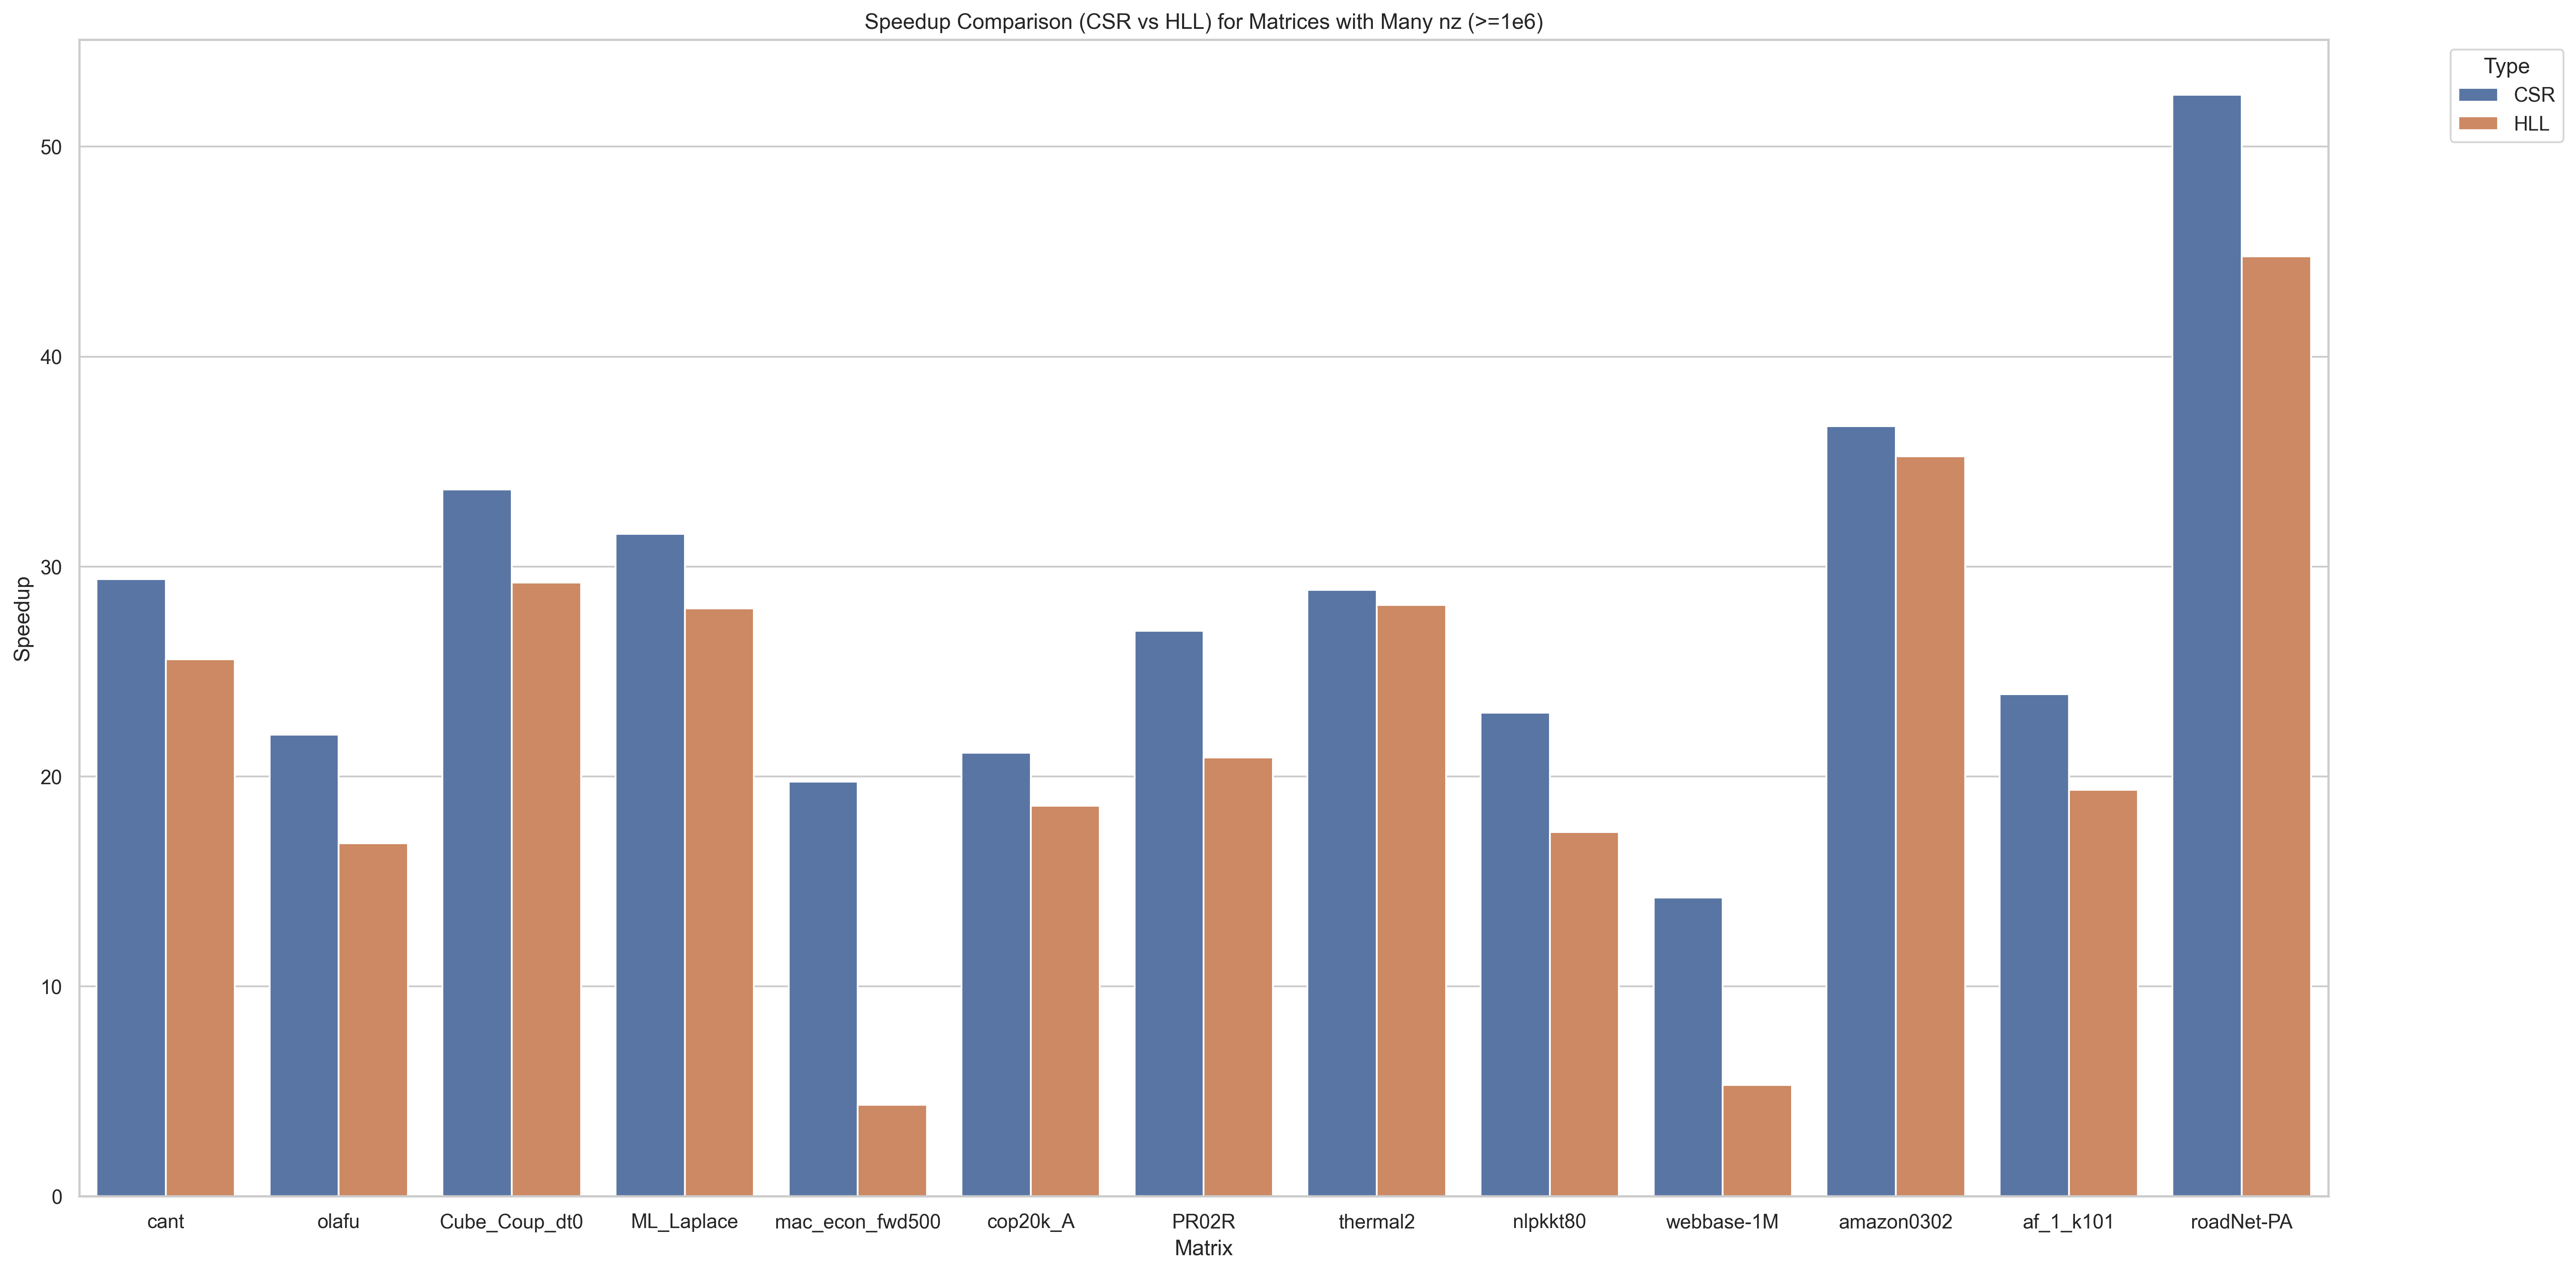 Speedup Comparison (CSR vs HLL) for Matrices with Many nz (>=1e6)
Type
CSR
HLL
Speedup
50
40
30
20
10
0
cant olafu Cube_Coup_dt0 ML_Laplace mac_econ_fwd500 cop20k_A PR02R thermal2 nlpkkt80 webbase-1M amazon0302 af_1_k101 roadNet-PA
Matrix